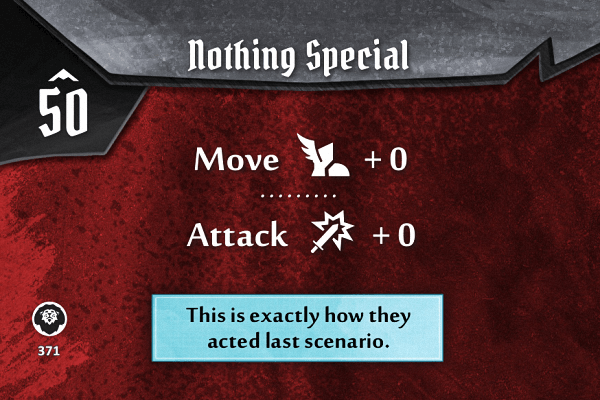 Nothing Special
50
Move + 0
Attack + 0
This is exactly how they
acted last scenario.
371